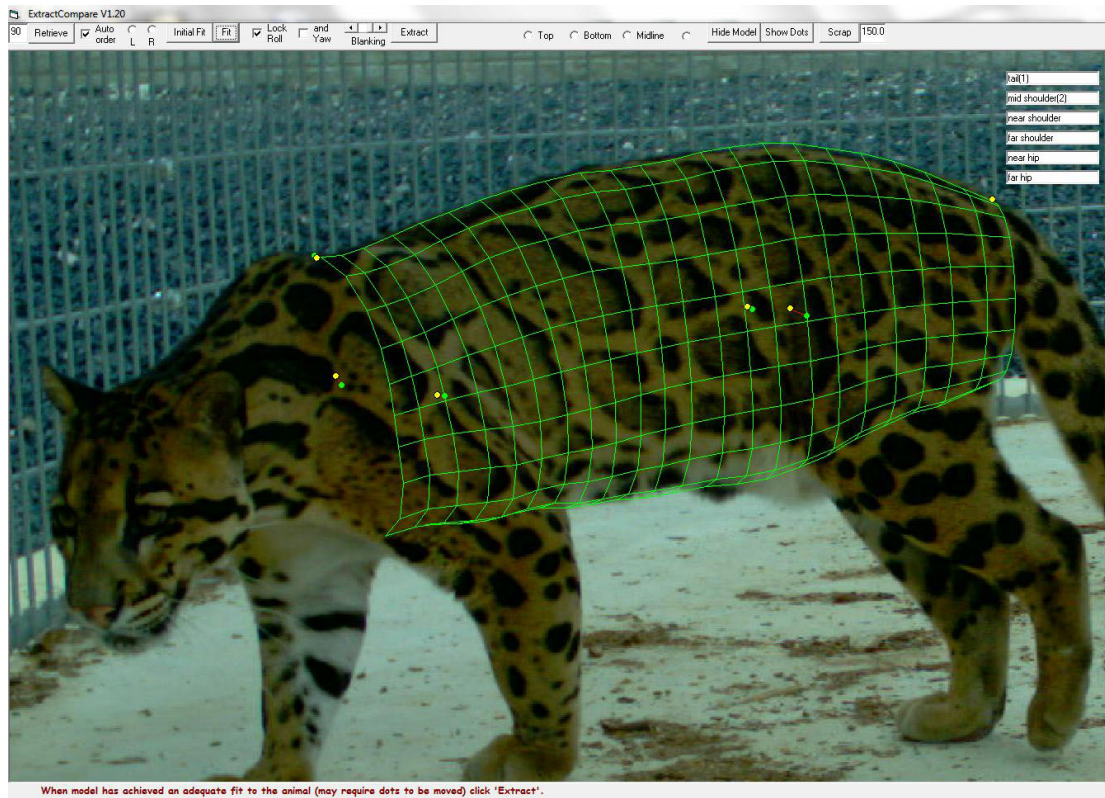 ExtractCompare V1.20
90 Retrieve Auto order L R Initial Fit Fit Lock Roll and Yaw Blanking Extract Top Bottom Midline Hide Model Show Dots Scrap 150.0
tail(1)
mid shoulder(2)
near shoulder
far shoulder
near hip
far hip
When model has achieved an adequate fit to the animal (may require dots to be moved) click 'Extract'.